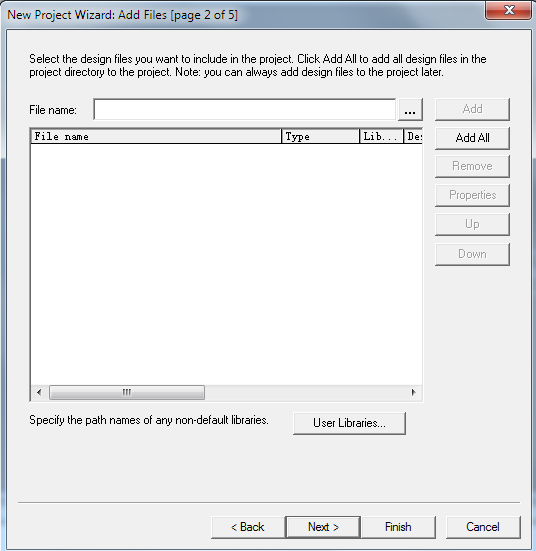 New Project Wizard: Add Files [page 2 of 5]
Select the design files you want to include in the project. Click Add All to add all design files in the
project directory to the project. Note: you can always add design files to the project later.
File name:
...
Add
File name Type Lib... Des
Add All
Remove
Properties
Up
Down
Specify the path names of any non-default libraries.
User Libraries...
< Back
Next >
Finish
Cancel